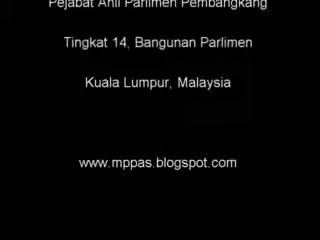 Pejabat Ahli Parlimen Pembangkang
Tingkat 14, Bangunan Parlimen
Kuala Lumpur, Malaysia
www.mppas.blogspot.com